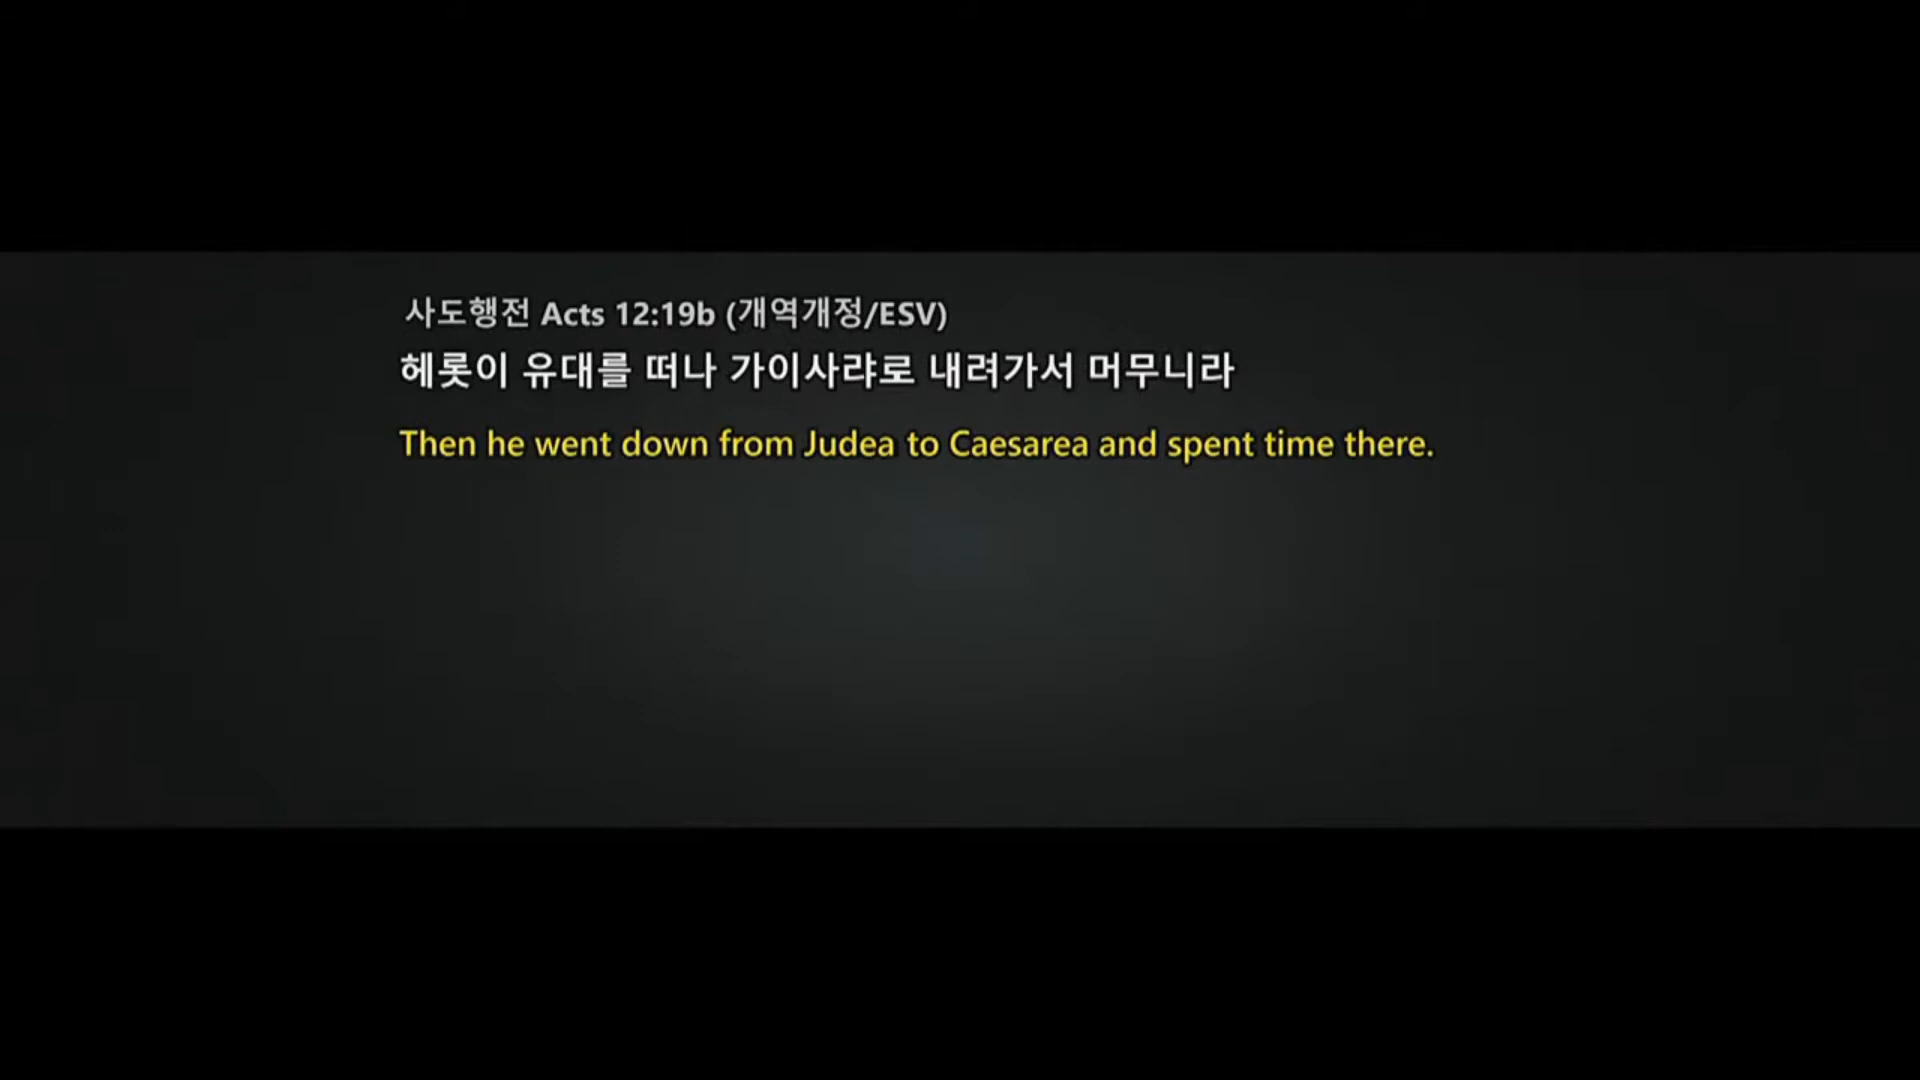 사도행전 Acts 12:19b (개역개정/ESV)
헤롯이 유대를 떠나 가이사랴로 내려가서 머무니라
Then he went down from Judea to Caesarea and spent time there.